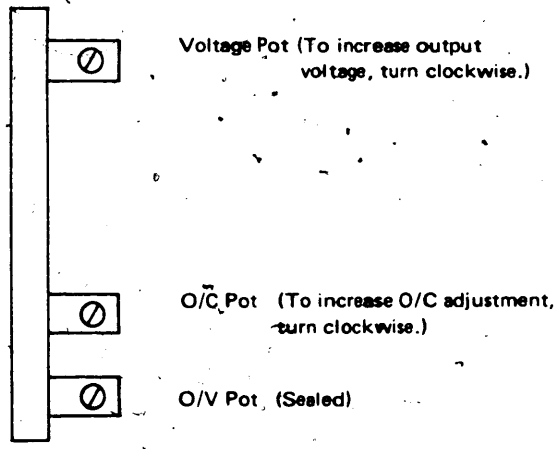 Voltage Pot (To increase output
voltage, turn clockwise.)
O/C Pot (To increase O/C adjustment,
turn clockwise.)
O/V Pot (Sealed)